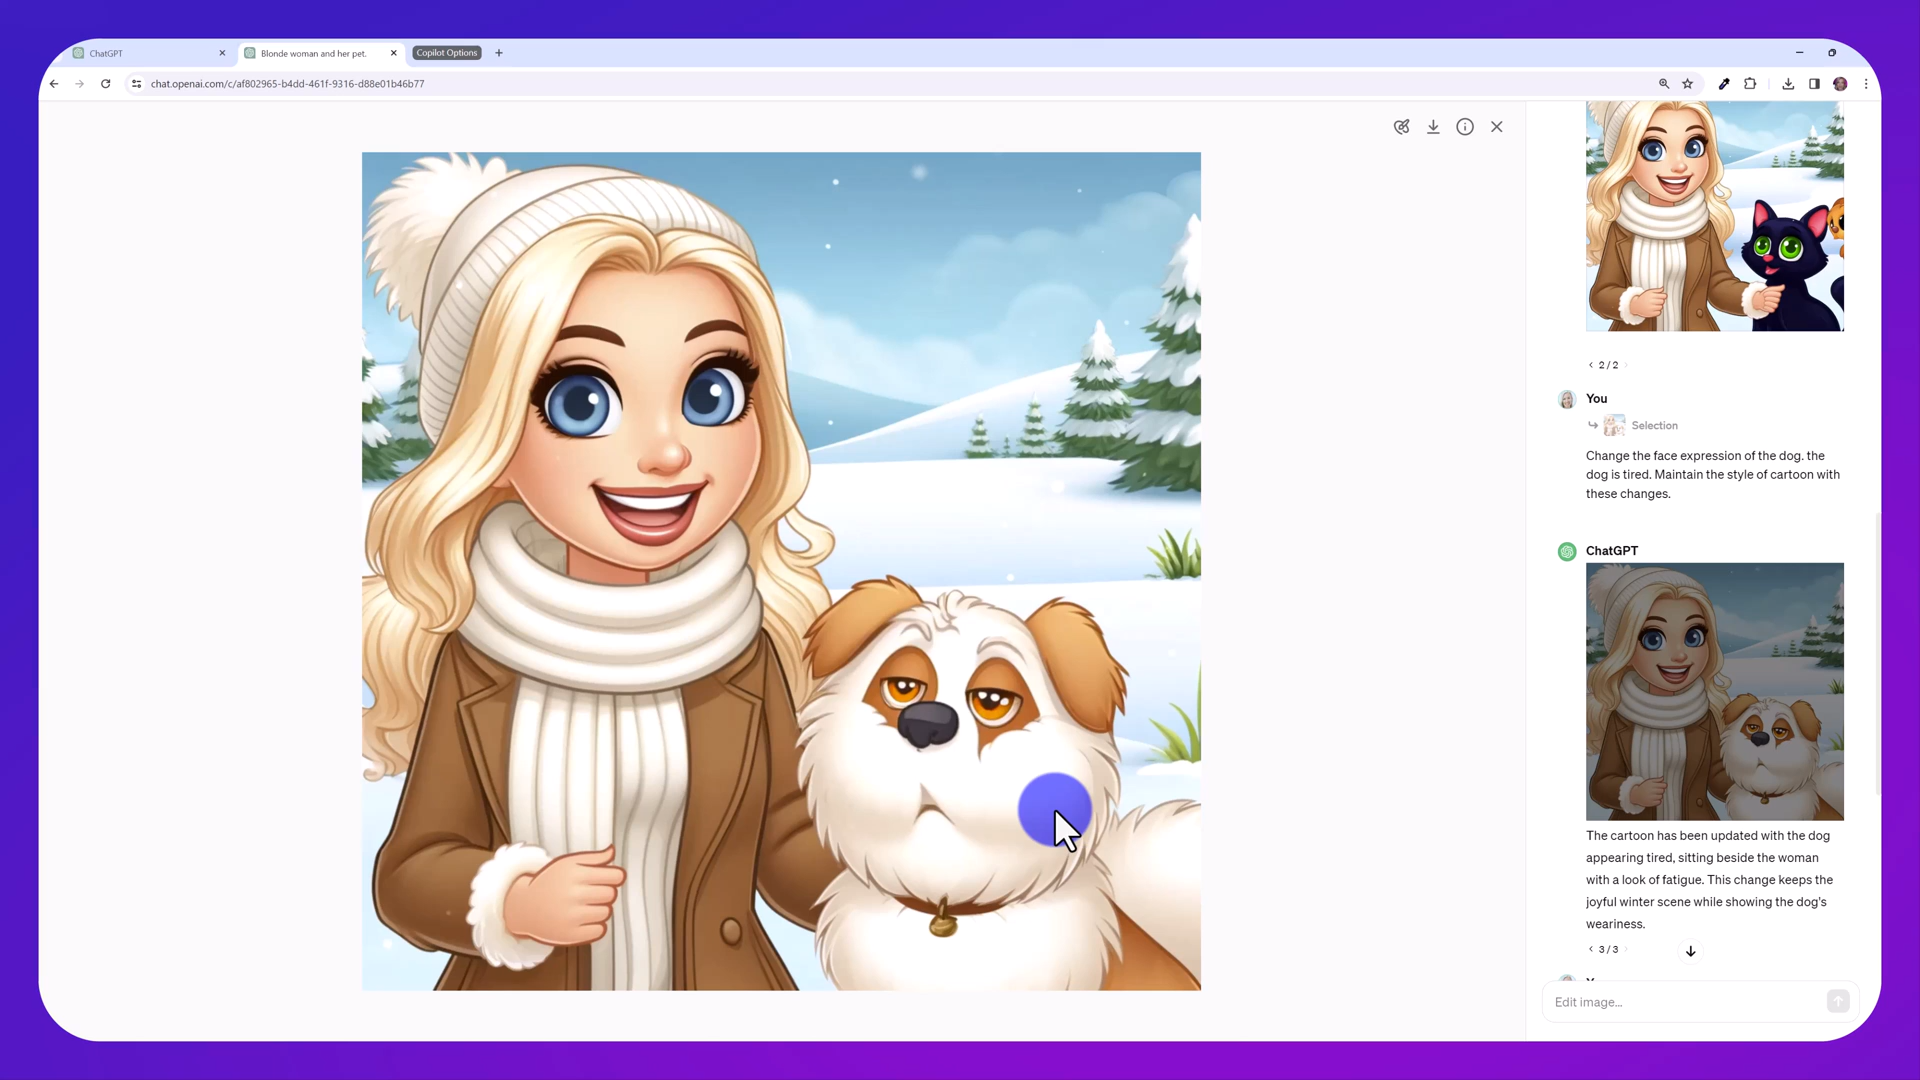 ChatGPT
Blonde woman and her pet.
Copilot Options
chat.openai.com/c/af802965-b4dd-461f-9316-d88e01b46b77
2/2
You
Selection
Change the face expression of the dog. the
dog is tired. Maintain the style of cartoon with
these changes.
ChatGPT
The cartoon has been updated with the dog
appearing tired, sitting beside the woman
with a look of fatigue. This change keeps the
joyful winter scene while showing the dog's
weariness.
3/3
Edit image...